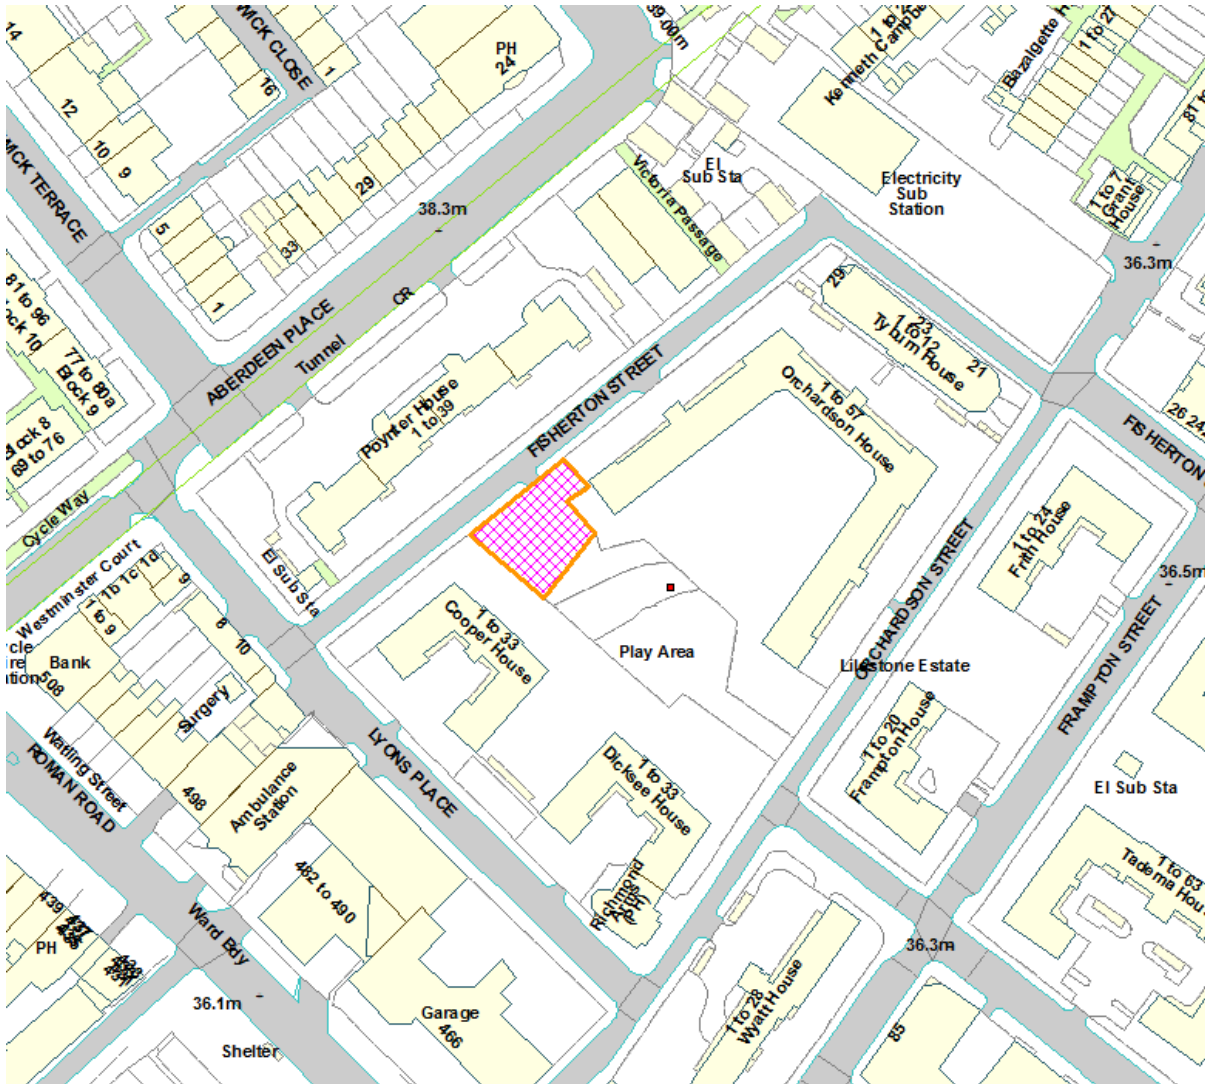 14
MCK CLOSE
1
16
PH
24
39.00m
1 to 27
12
10
9
MCK TERRACE
5
33
29
1
38.3m
El
Sub Sta
Victoria Passage
Electricity
Sub
Station
1 to 7
Grant
House
36.3m
81 to 96
Block 10
77 to 80a
Block 9
Block 8
69 to 76
Cycle Way
ABERDEEN PLACE
Tunnel
GR
Poynter House
1 to 39
FISHERTON STREET
29
1 to 12
Tyburn House
21
1 to 57
Orchardson House
26
FISHERTON
1 to 24
Frith House
36.5m
El Sub Sta
Westminster Court
1 to 9
1b 1c 1d
9
8
10
Bank
508
Surgery
1 to 33
Cooper House
Play Area
ORCHARDSON STREET
Lilestone Estate
FRAMPTON STREET
1 to 20
Frampton House
El Sub Sta
Watling Street
ROMAN ROAD
498
Ambulance
Station
LYONS PLACE
1 to 33
Dicksee House
Richmond
Arms
(PH)
1 to 63
Tadema Hou
439
PH
482 to 490
Ward Bdy
36.1m
Shelter
Garage
466
1 to 28
Wyatt House
36.3m
85